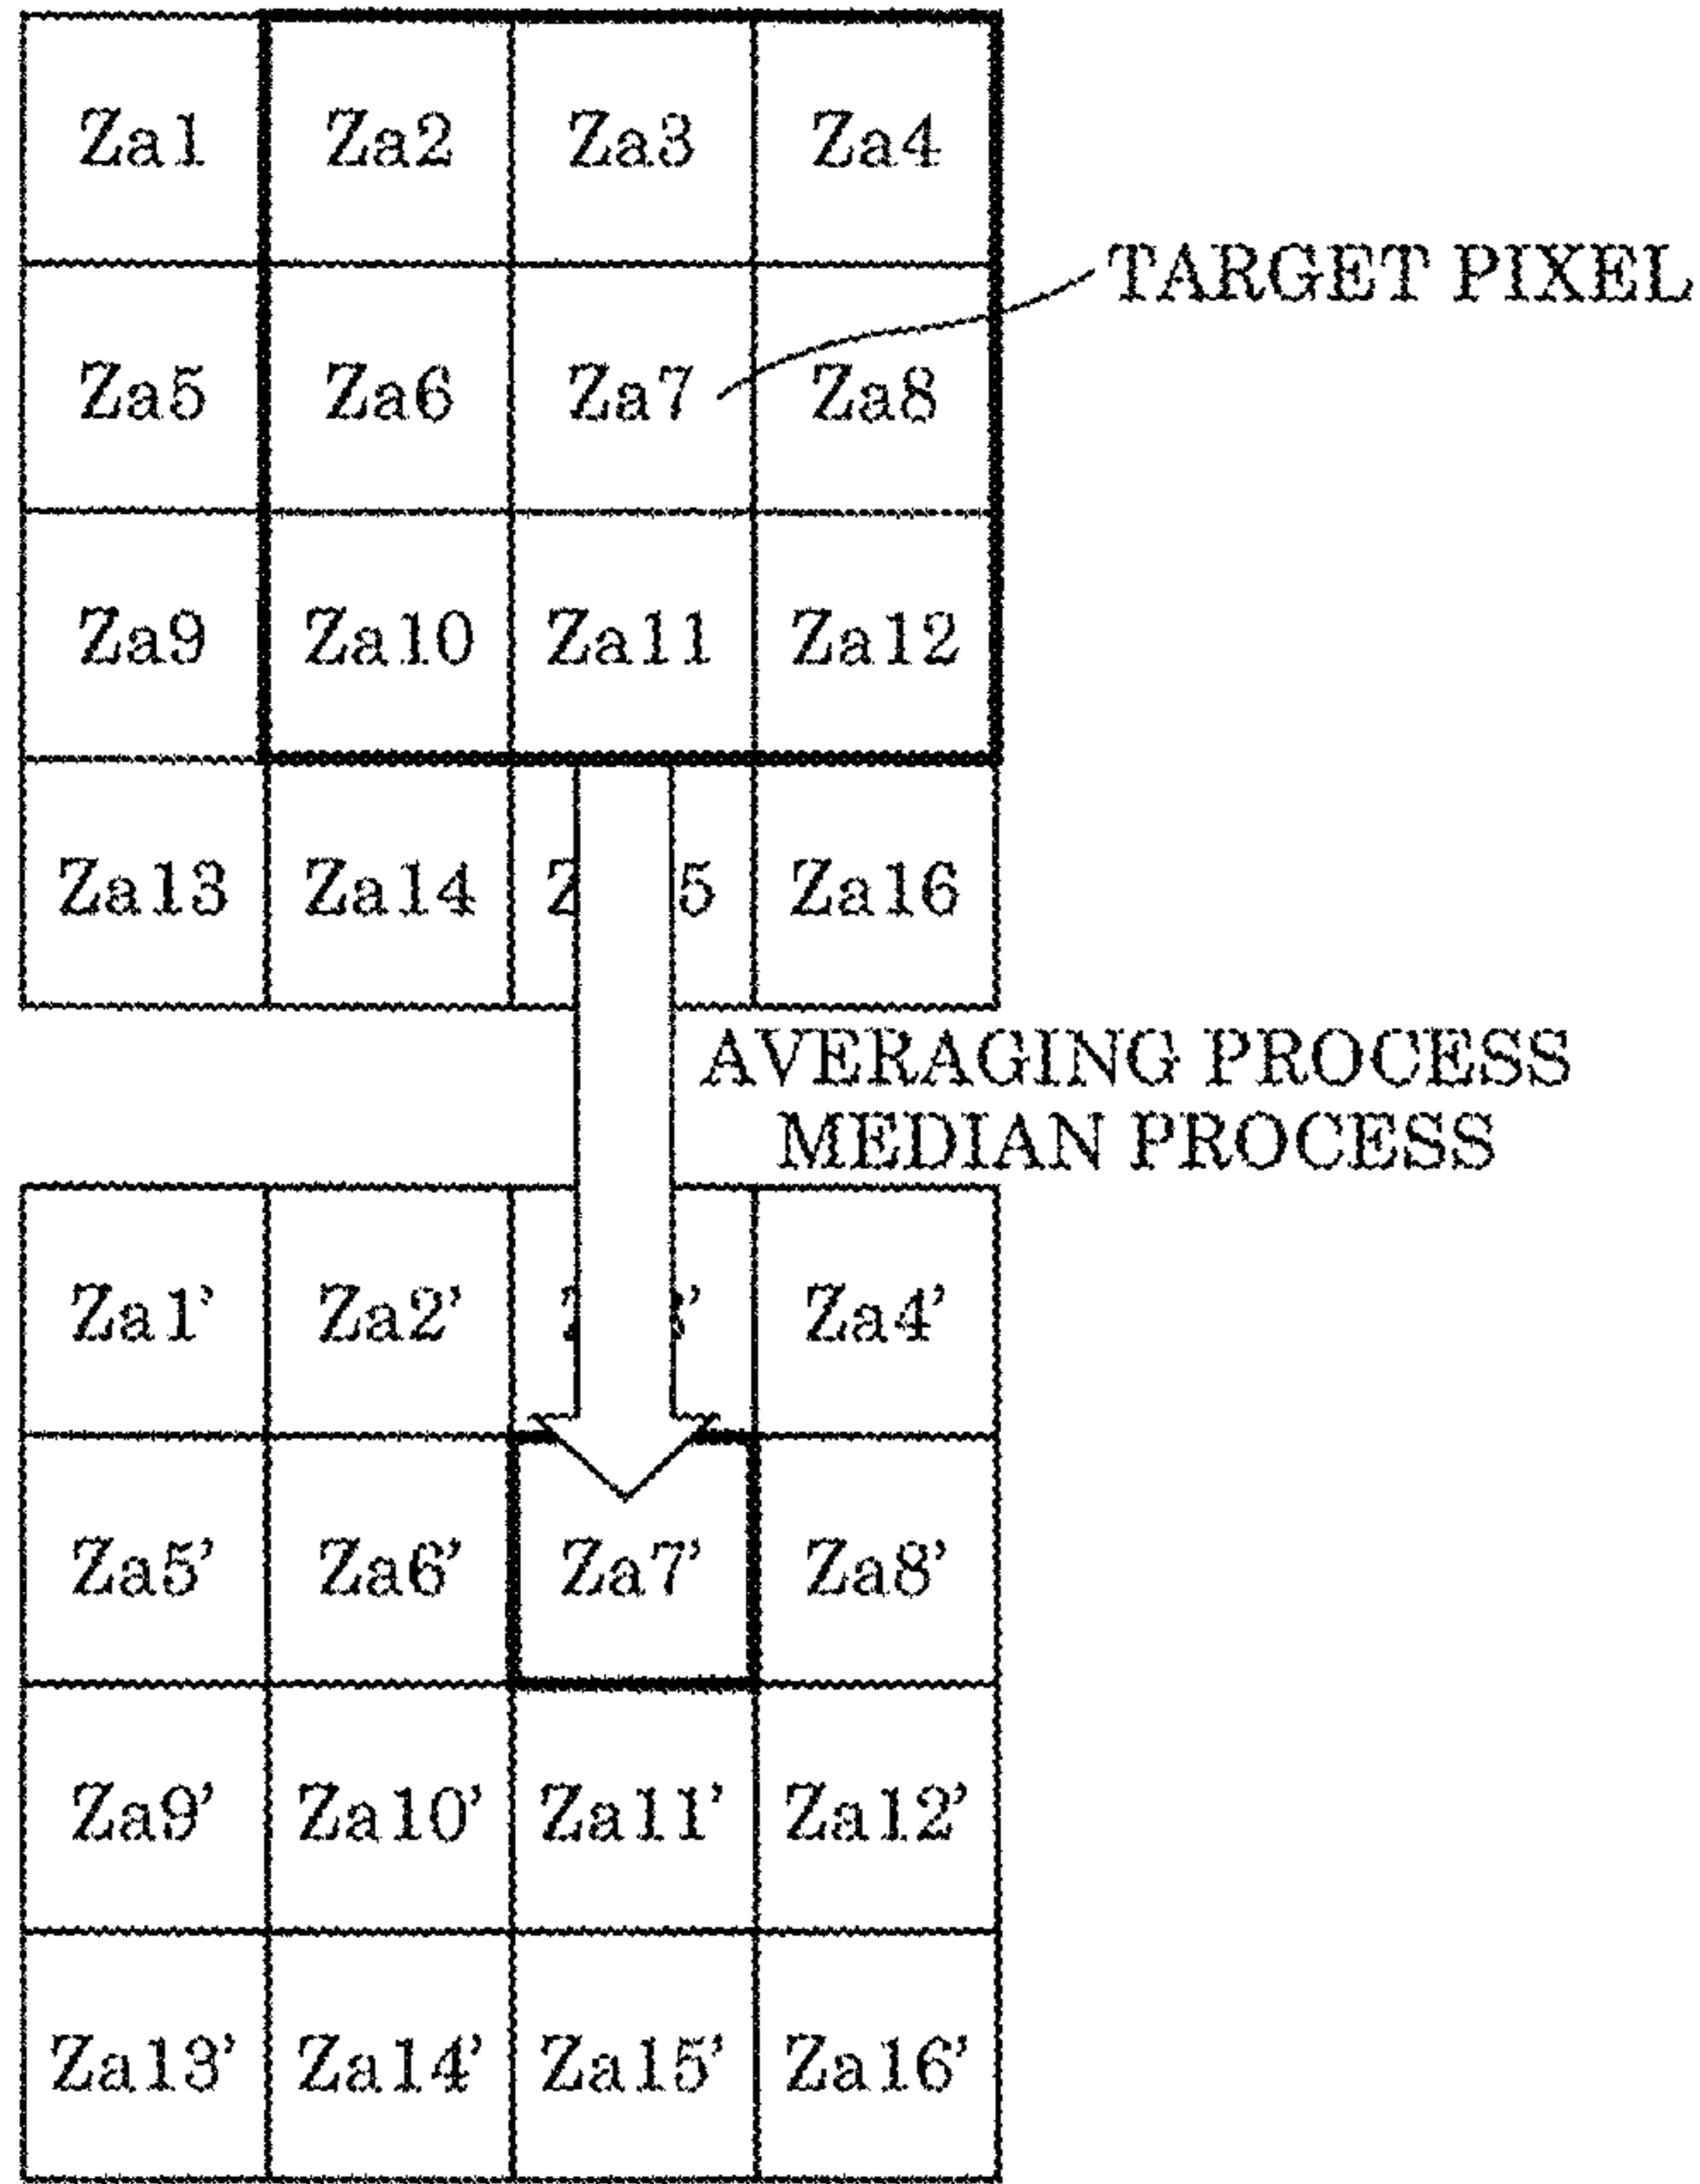 Za1 Za2 Za3 Za4
TARGET PIXEL
Za5 Za6 Za7 Za8
Za9 Za10 Za11 Za12
Za13 Za14 Za16
AVERAGING PROCESS
MEDIAN PROCESS
Za1' Za2' Za4'
Za5' Za6' Za7' Za8'
Za9' Za10' Za11' Za12'
Za13' Za14' Za15' Za16'